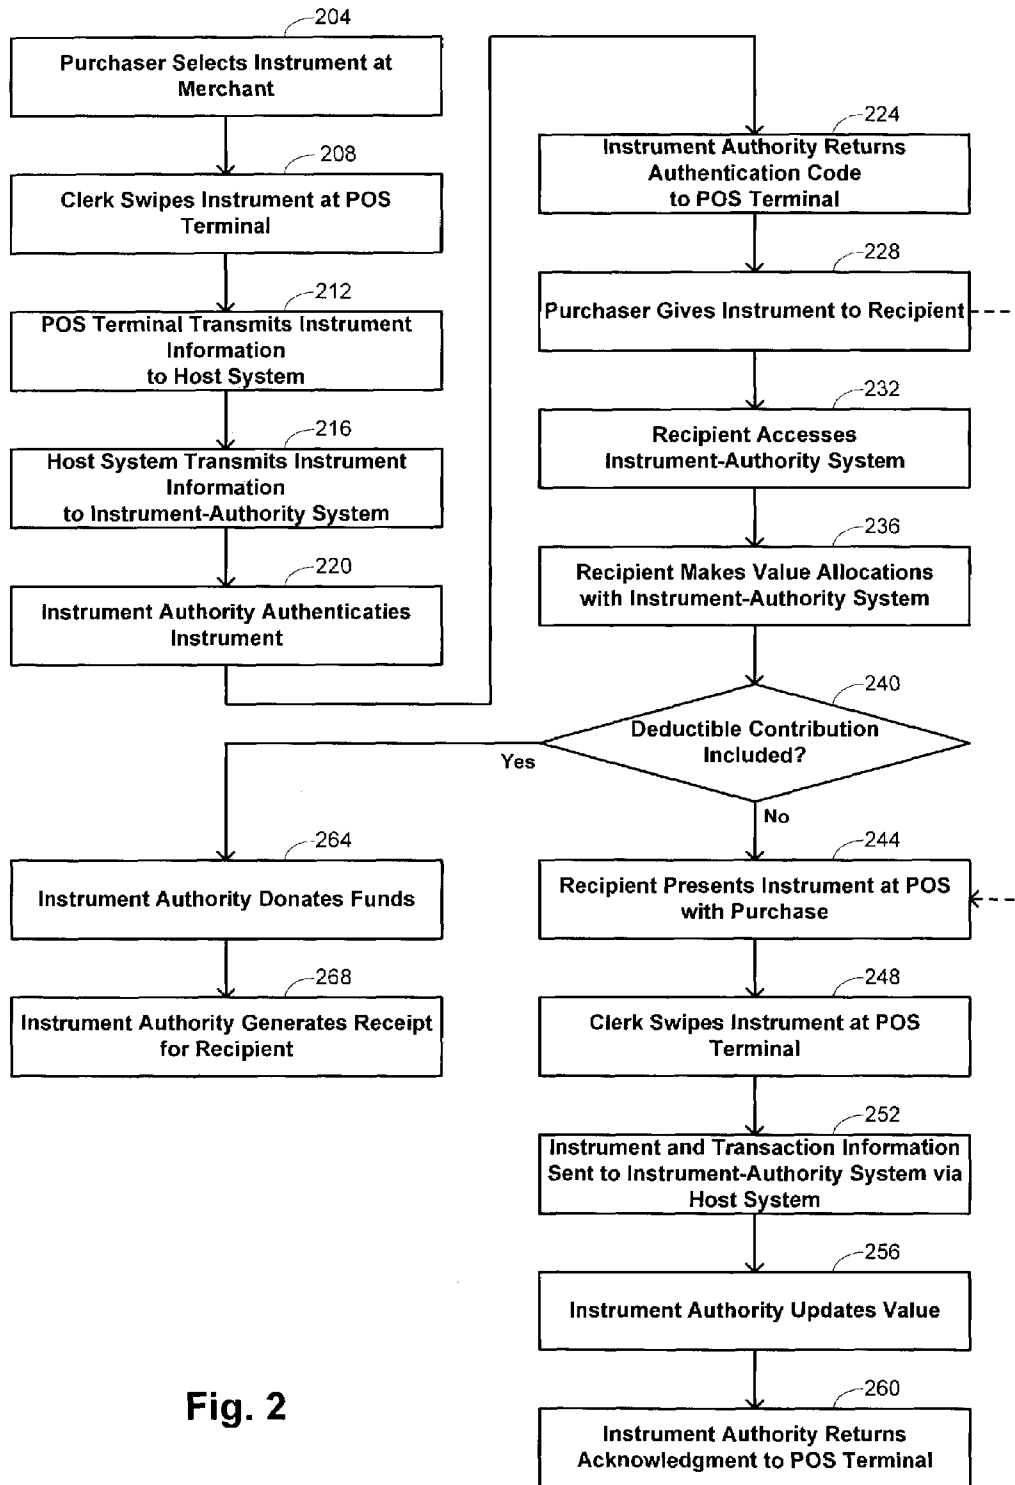 204
Purchaser Selects Instrument at
Merchant
208
Clerk Swipes Instrument at POS
Terminal
212
POS Terminal Transmits Instrument
Information
to Host System
216
Host System Transmits Instrument
Information
to Instrument-Authority System
220
Instrument Authority Authenticaties
Instrument
224
Instrument Authority Returns
Authentication Code
to POS Terminal
228
Purchaser Gives Instrument to Recipient
232
Recipient Accesses
Instrument-Authority System
236
Recipient Makes Value Allocations
with Instrument-Authority System
240
Deductible Contribution
Included?
Yes
No
264
Instrument Authority Donates Funds
268
Instrument Authority Generates Receipt
for Recipient
244
Recipient Presents Instrument at POS
with Purchase
248
Clerk Swipes Instrument at POS
Terminal
252
Instrument and Transaction Information
Sent to Instrument-Authority System via
Host System
256
Instrument Authority Updates Value
260
Instrument Authority Returns
Acknowledgment to POS Terminal
Fig. 2